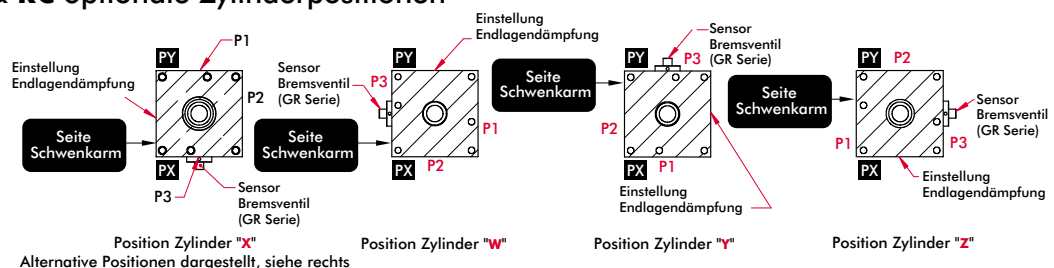 RC optionale Zylinderpositionen
P1
PY
Einstellung
Endlagendämpfung
P2
Seite
Schwenkarm
PX
P3
Sensor
Bremsventil
(GR Serie)
Position Zylinder "X"
Alternative Positionen dargestellt, siehe rechts
Einstellung
Endlagendämpfung
PY
Sensor
Bremsventil
(GR Serie)
P3
P1
Seite
Schwenkarm
PX
P2
Position Zylinder "W"
Sensor
Bremsventil
(GR Serie)
PY
P3
Seite
Schwenkarm
P2
PX
P1
Einstellung
Endlagendämpfung
Position Zylinder "Y"
PY
P2
Seite
Schwenkarm
Sensor
Bremsventil
(GR Serie)
P1
P3
PX
Einstellung
Endlagendämpfung
Position Zylinder "Z"